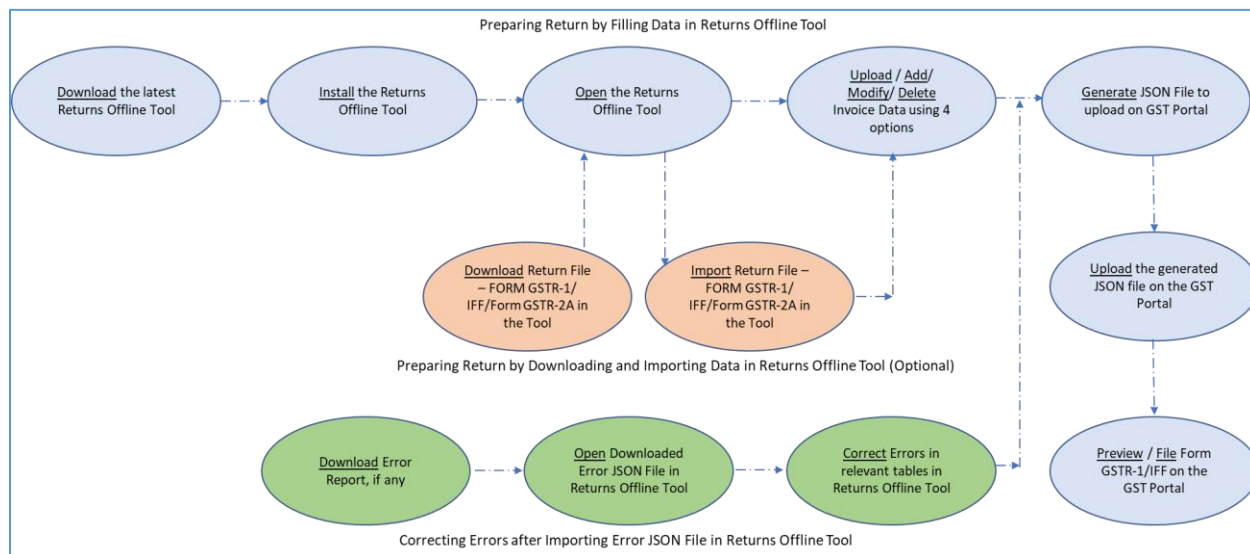 Preparing Return by Filling Data in Returns Offline Tool
Download the latest
Returns Offline Tool
Install the Returns
Offline Tool
Open the Returns
Offline Tool
Upload / Add/
Modify/ Delete
Invoice Data using 4
options
Generate JSON File to
upload on GST Portal
Download Return File
– FORM GSTR-1/
IFF/Form GSTR-2A in
the Tool
Import Return File –
FORM GSTR-1/
IFF/Form GSTR-2A in
the Tool
Upload the generated
JSON file on the GST
Portal
Preparing Return by Downloading and Importing Data in Returns Offline Tool (Optional)
Download Error
Report, if any
Open Downloaded
Error JSON File in
Returns Offline Tool
Correct Errors in
relevant tables in
Returns Offline Tool
Preview / File Form
GSTR-1/IFF on the
GST Portal
Correcting Errors after Importing Error JSON File in Returns Offline Tool